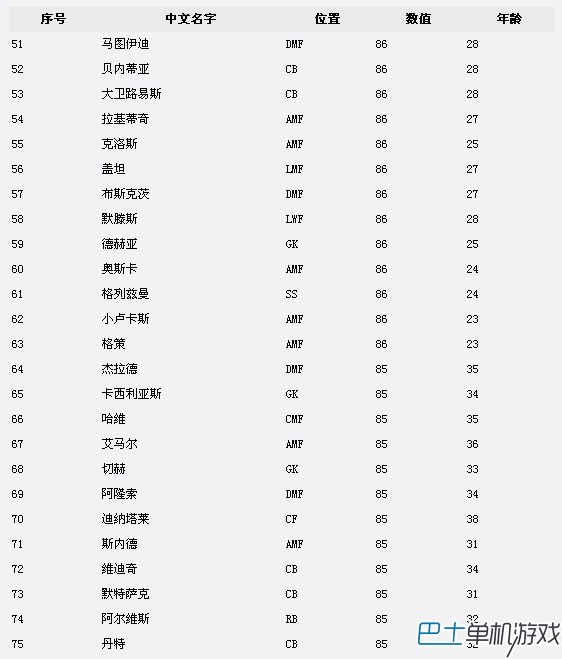 序号 中文名字 位置 数值 年龄
51 马图伊迪 DMF 86 28
52 贝内蒂亚 CB 86 28
53 大卫路易斯 CB 86 28
54 拉基蒂奇 AMF 86 27
55 克洛斯 AMF 86 25
56 盖坦 LMF 86 27
57 布斯克茨 DMF 86 27
58 默滕斯 LWF 86 28
59 德赫亚 GK 86 25
60 奥斯卡 AMF 86 24
61 格列兹曼 SS 86 24
62 小卢卡斯 AMF 86 23
63 格策 AMF 86 23
64 杰拉德 DMF 85 35
65 卡西利亚斯 GK 85 34
66 哈维 CMF 85 35
67 艾马尔 AMF 85 36
68 切赫 GK 85 33
69 阿隆索 DMF 85 34
70 迪纳塔莱 CF 85 38
71 斯内德 AMF 85 31
72 维迪奇 CB 85 34
73 默特萨克 CB 85 31
74 阿尔维斯 RB 85 32
75 丹特 CB 85
巴士单机游戏